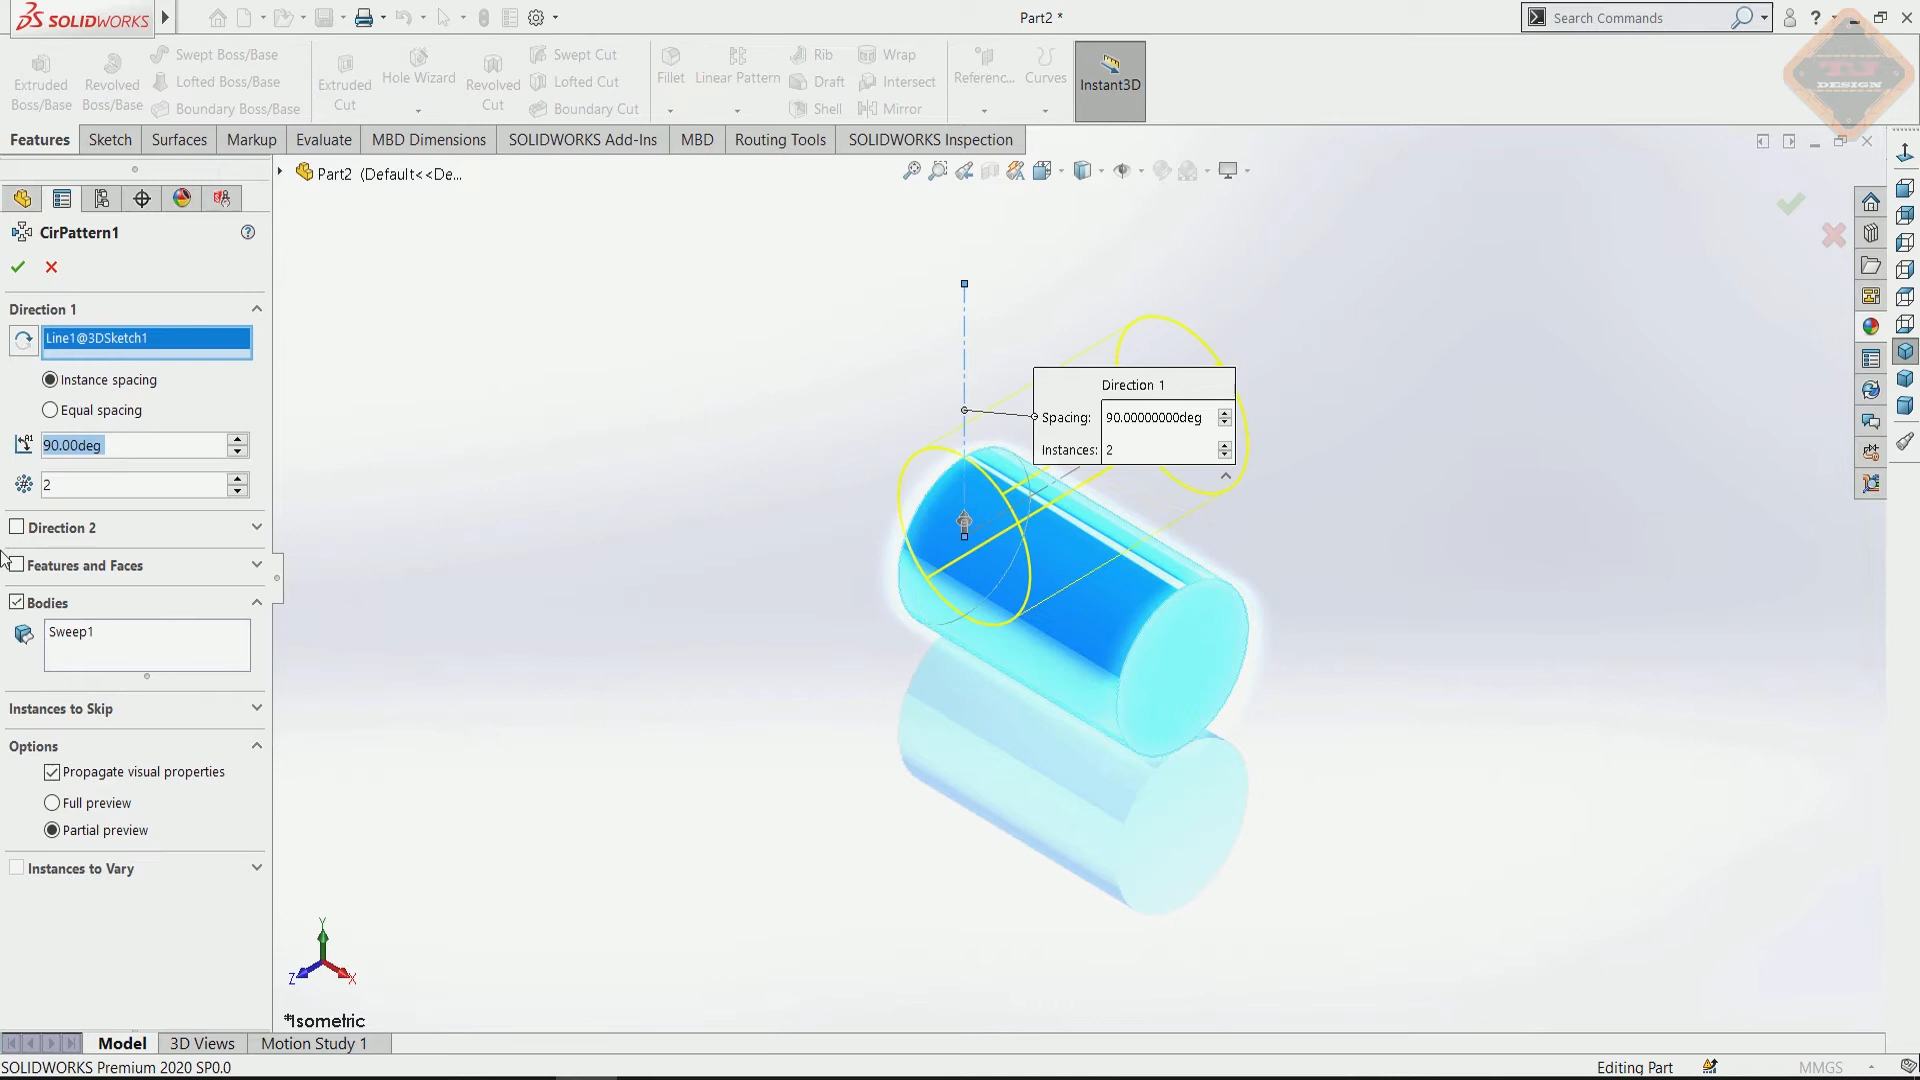 SOLIDWORKS
Part2 *
Search Commands
Extruded Boss/Base
Revolved Boss/Base
Swept Boss/Base
Lofted Boss/Base
Boundary Boss/Base
Extruded Cut
Hole Wizard
Revolved Cut
Swept Cut
Lofted Cut
Boundary Cut
Fillet
Linear Pattern
Rib
Draft
Shell
Wrap
Intersect
Mirror
Referenc...
Curves
Instant3D
TJ
DESIGN
Features
Sketch
Surfaces
Markup
Evaluate
MBD Dimensions
SOLIDWORKS Add-Ins
MBD
Routing Tools
SOLIDWORKS Inspection
Part2 (Default<<De...
CirPattern1
Direction 1
Line1@3DSketch1
Instance spacing
Equal spacing
90.00deg
2
Direction 2
Features and Faces
Bodies
Sweep1
Instances to Skip
Options
Propagate visual properties
Full preview
Partial preview
Instances to Vary
Direction 1
Spacing: 90.00000000deg
Instances: 2
Y
Z
X
*Isometric
Model
3D Views
Motion Study 1
SOLIDWORKS Premium 2020 SP0.0
Editing Part
MMGS